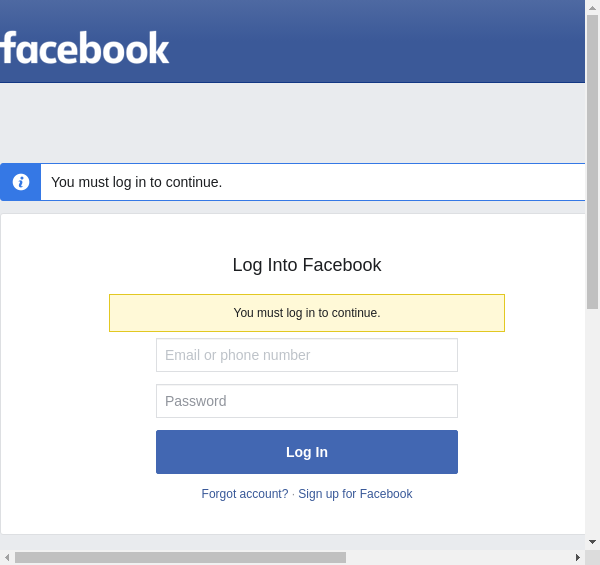 facebook
You must log in to continue.
Log Into Facebook
You must log in to continue.
Email or phone number
Password
Log In
Forgot account? · Sign up for Facebook